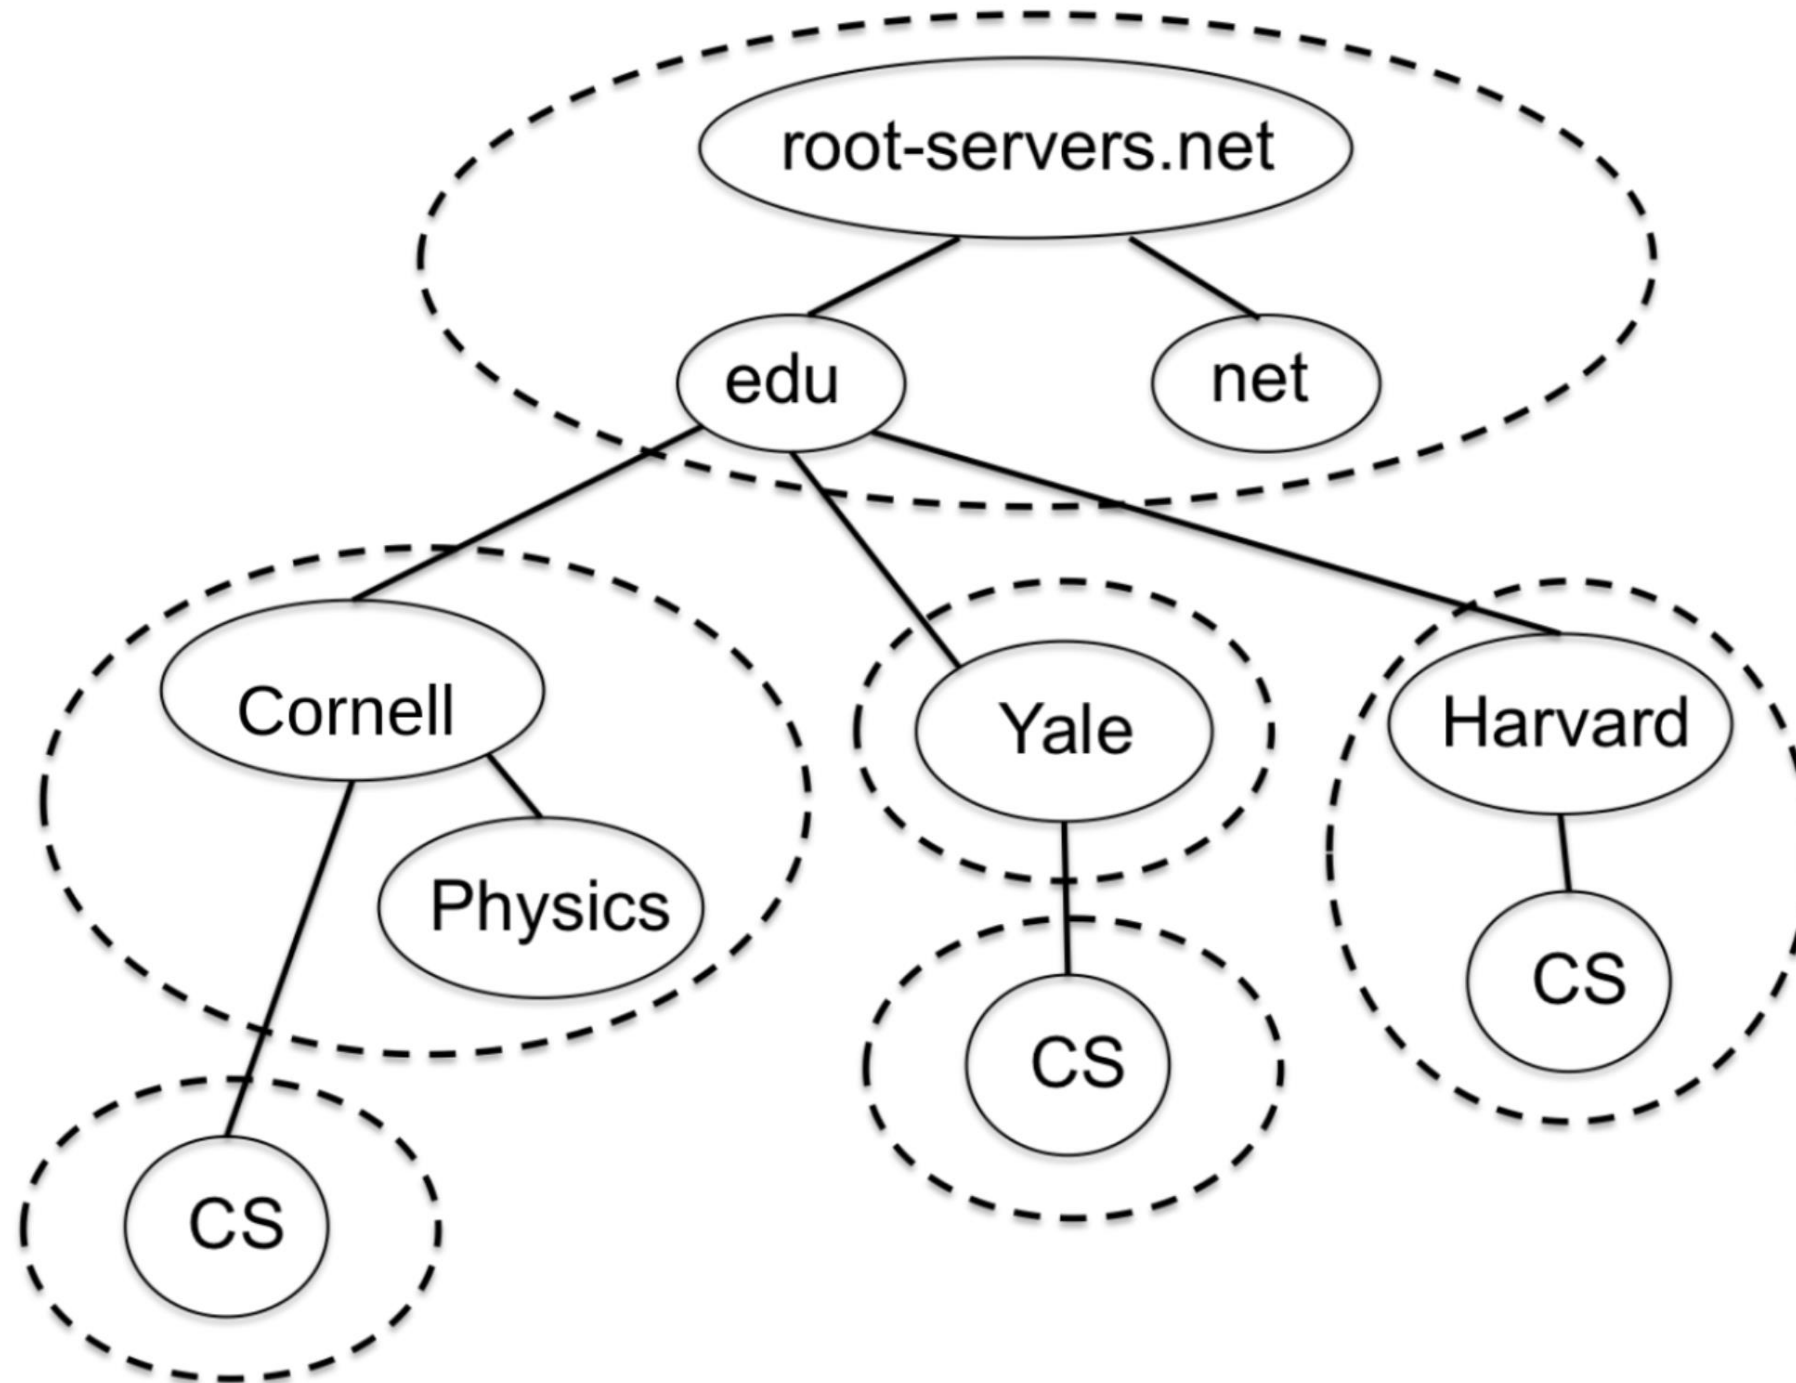 root-servers.net
edu
net
Cornell
Yale
Harvard
Physics
CS
CS
CS